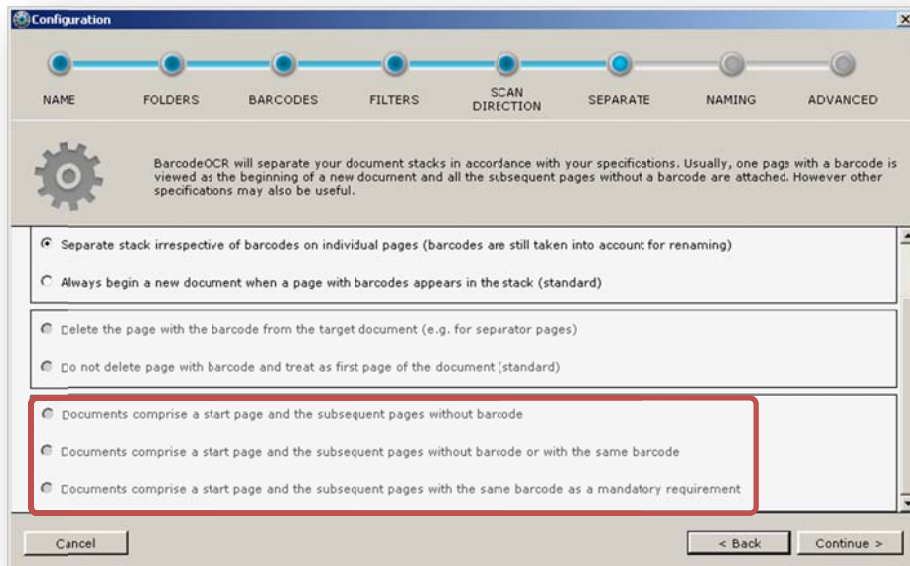 Configuration
NAME
FOLDERS
BARCODES
FILTERS
SCAN
DIRECTION
SEPARATE
NAMING
ADVANCED
BarcodeOCR will separate your document stacks in accordance with your specifications. Usually, one page with a barcode is
viewed as the beginning of a new document and all the subsequent pages without a barcode are attached. However other
specifications may also be useful.
Separate stack irrespective of barcodes on individual pages (barcodes are still taken into account for renaming)
Always begin a new document when a page with barcodes appears in the stack (standard)
Delete the page with the barcode from the target document (e.g. for separator pages)
Do not delete page with barcode and treat as first page of the document (standard)
Documents comprise a start page and the subsequent pages without barcode
Documents comprise a start page and the subsequent pages without barcode or with the same barcode
Documents comprise a start page and the subsequent pages with the same barcode as a mandatory requirement
Cancel
< Back
Continue >